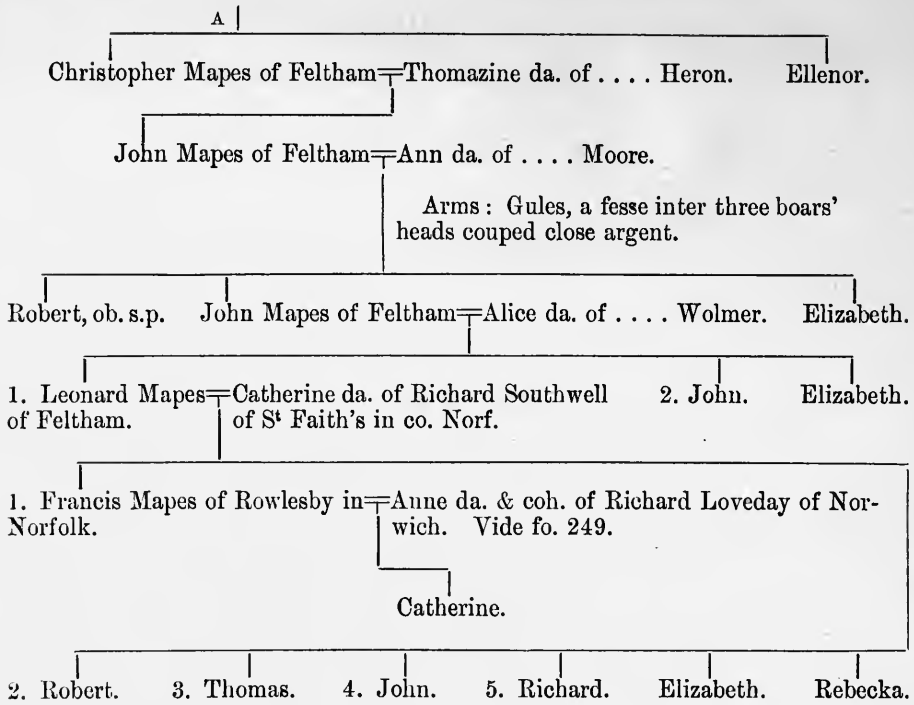 A
Christopher Mapes of Feltham Thomazine da. of . . . . Heron. Ellenor.
John Mapes of Feltham Ann da. of . . . . Moore.
Arms : Gules, a fesse inter three boars'
heads couped close argent.
Robert, ob. s.p. John Mapes of Feltham Alice da. of . . . . Wolmer. Elizabeth.
1. Leonard Mapes Catherine da. of Richard Southwell 2. John. Elizabeth.
of Feltham. of St Faith's in co. Norf.
1. Francis Mapes of Rowlesby in Anne da. & coh. of Richard Loveday of Nor-
Norfolk. wich. Vide fo. 249.
Catherine.
2. Robert. 3. Thomas. 4. John. 5. Richard. Elizabeth. Rebecka.